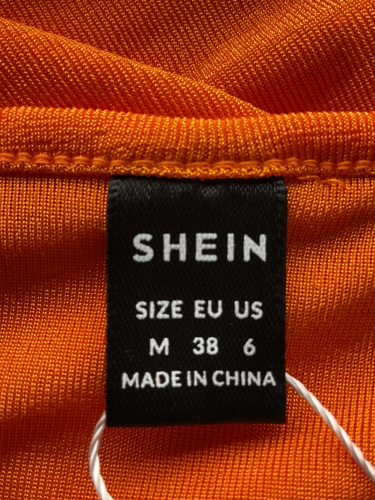 SHEIN
SIZE EU US
M 38 6
MADE IN CHINA